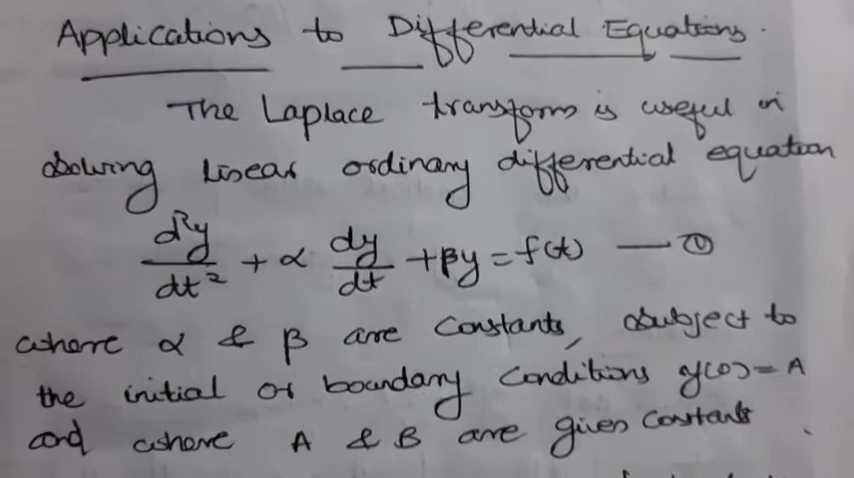 Applications to Differential Equations.
The Laplace transform is useful in
solving linear ordinary differential equation
d²y/dt² + α dy/dt + βy = f(t) — ①
where α & β are constants, subject to
the initial or boundary conditions y(0) = A
and where A & B are given constants.